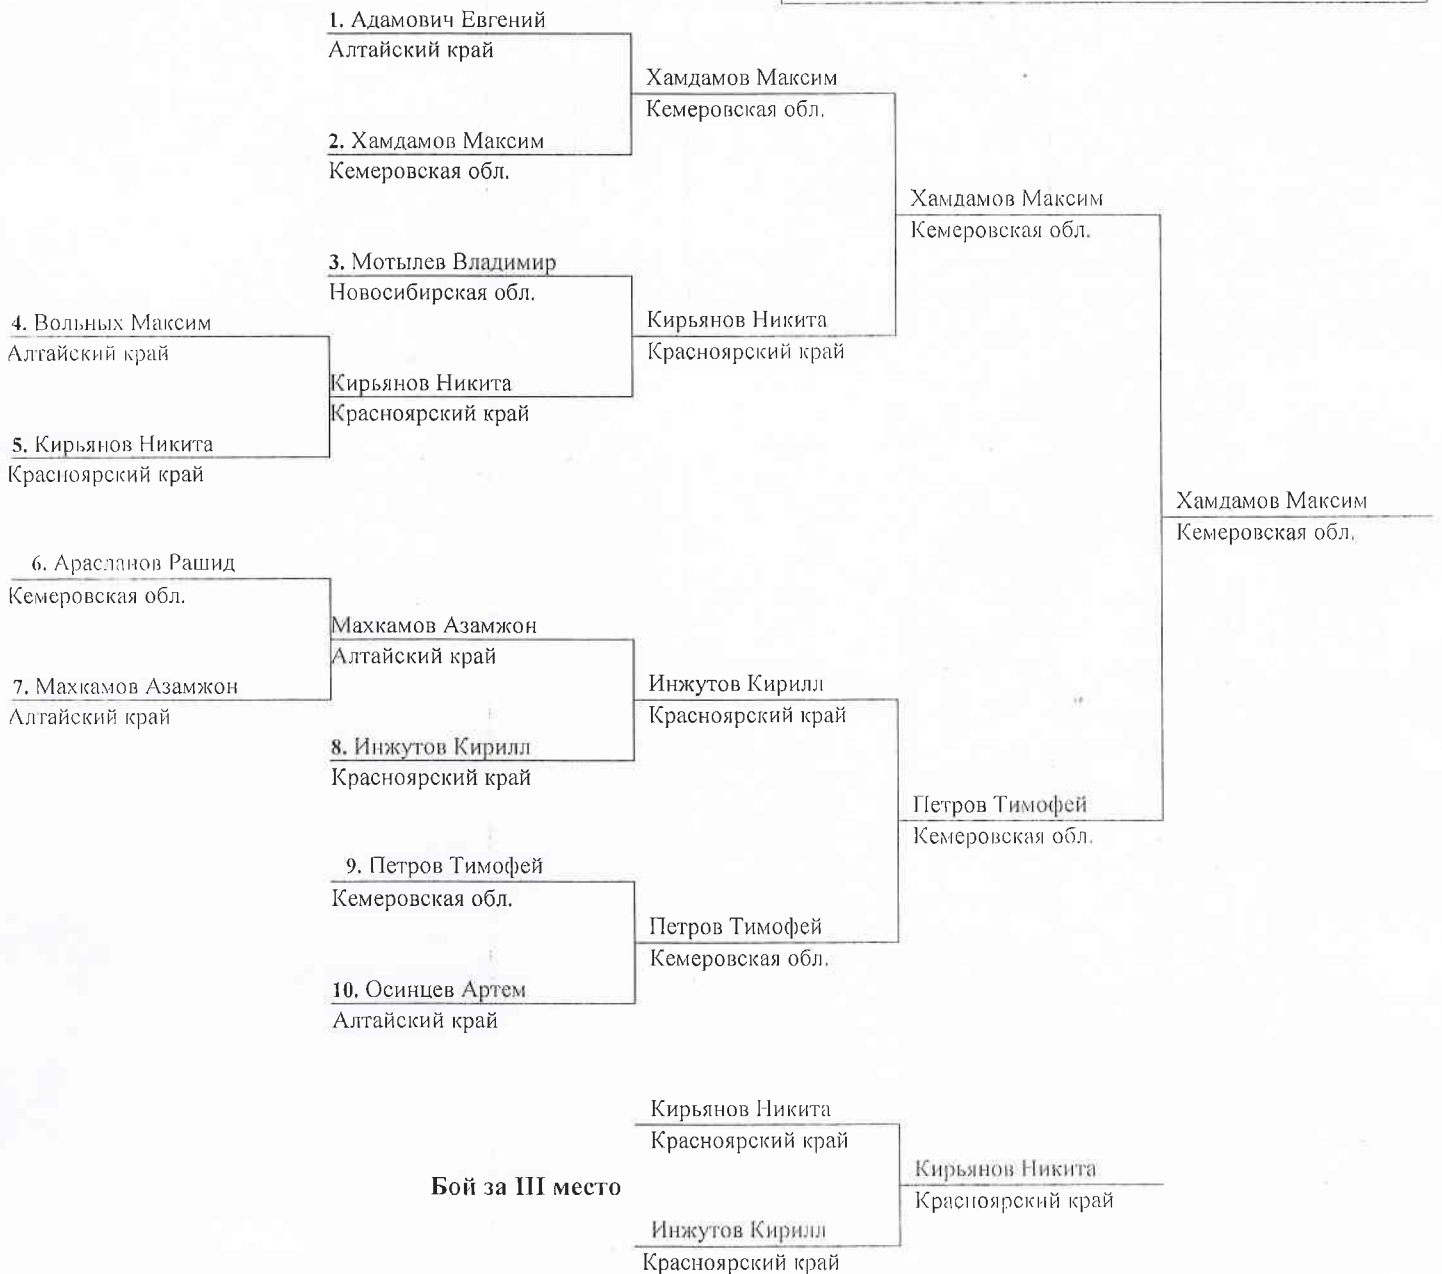 1. Адамович Евгений
Алтайский край
Хамдамов Максим
Кемеровская обл.
2. Хамдамов Максим
Кемеровская обл.
Хамдамов Максим
Кемеровская обл.
3. Мотылев Владимир
Новосибирская обл.
4. Вольных Максим
Алтайский край
Кирьянов Никита
Красноярский край
Кирьянов Никита
Красноярский край
5. Кирьянов Никита
Красноярский край
Хамдамов Максим
Кемеровская обл.
6. Арасланов Рашид
Кемеровская обл.
Махкамов Азамжон
Алтайский край
7. Махкамов Азамжон
Алтайский край
Инжутов Кирилл
Красноярский край
8. Инжутов Кирилл
Красноярский край
Петров Тимофей
Кемеровская обл.
9. Петров Тимофей
Кемеровская обл.
Петров Тимофей
Кемеровская обл.
10. Осинцев Артем
Алтайский край
Кирьянов Никита
Красноярский край
Бой за III место
Кирьянов Никита
Красноярский край
Инжутов Кирилл
Красноярский край